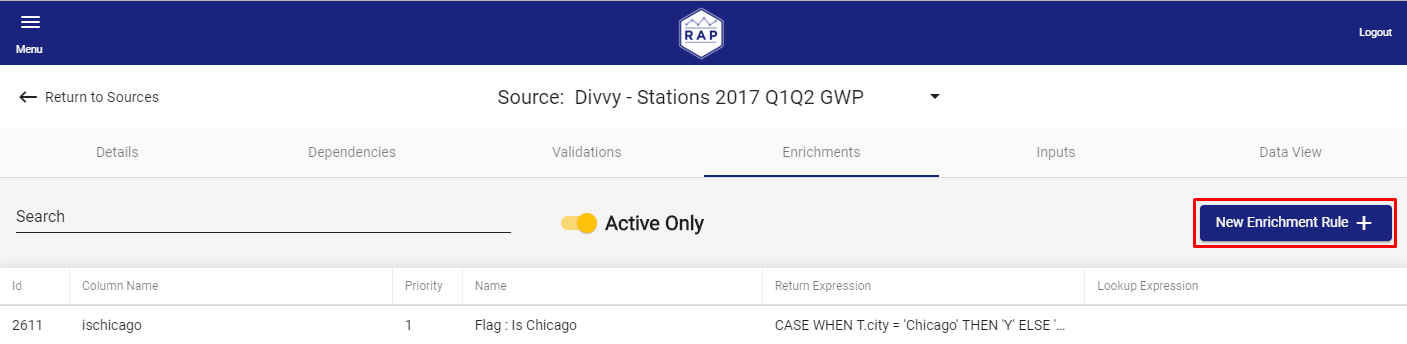 Menu
RAP
Logout
Return to Sources
Source: Divvy - Stations 2017 Q1Q2 GWP
Details Dependencies Validations Enrichments Inputs Data View
Search
Active Only
New Enrichment Rule +
Id Column Name Priority Name Return Expression Lookup Expression
2611 ischicago 1 Flag : Is Chicago CASE WHEN T.city = 'Chicago' THEN 'Y' ELSE '...